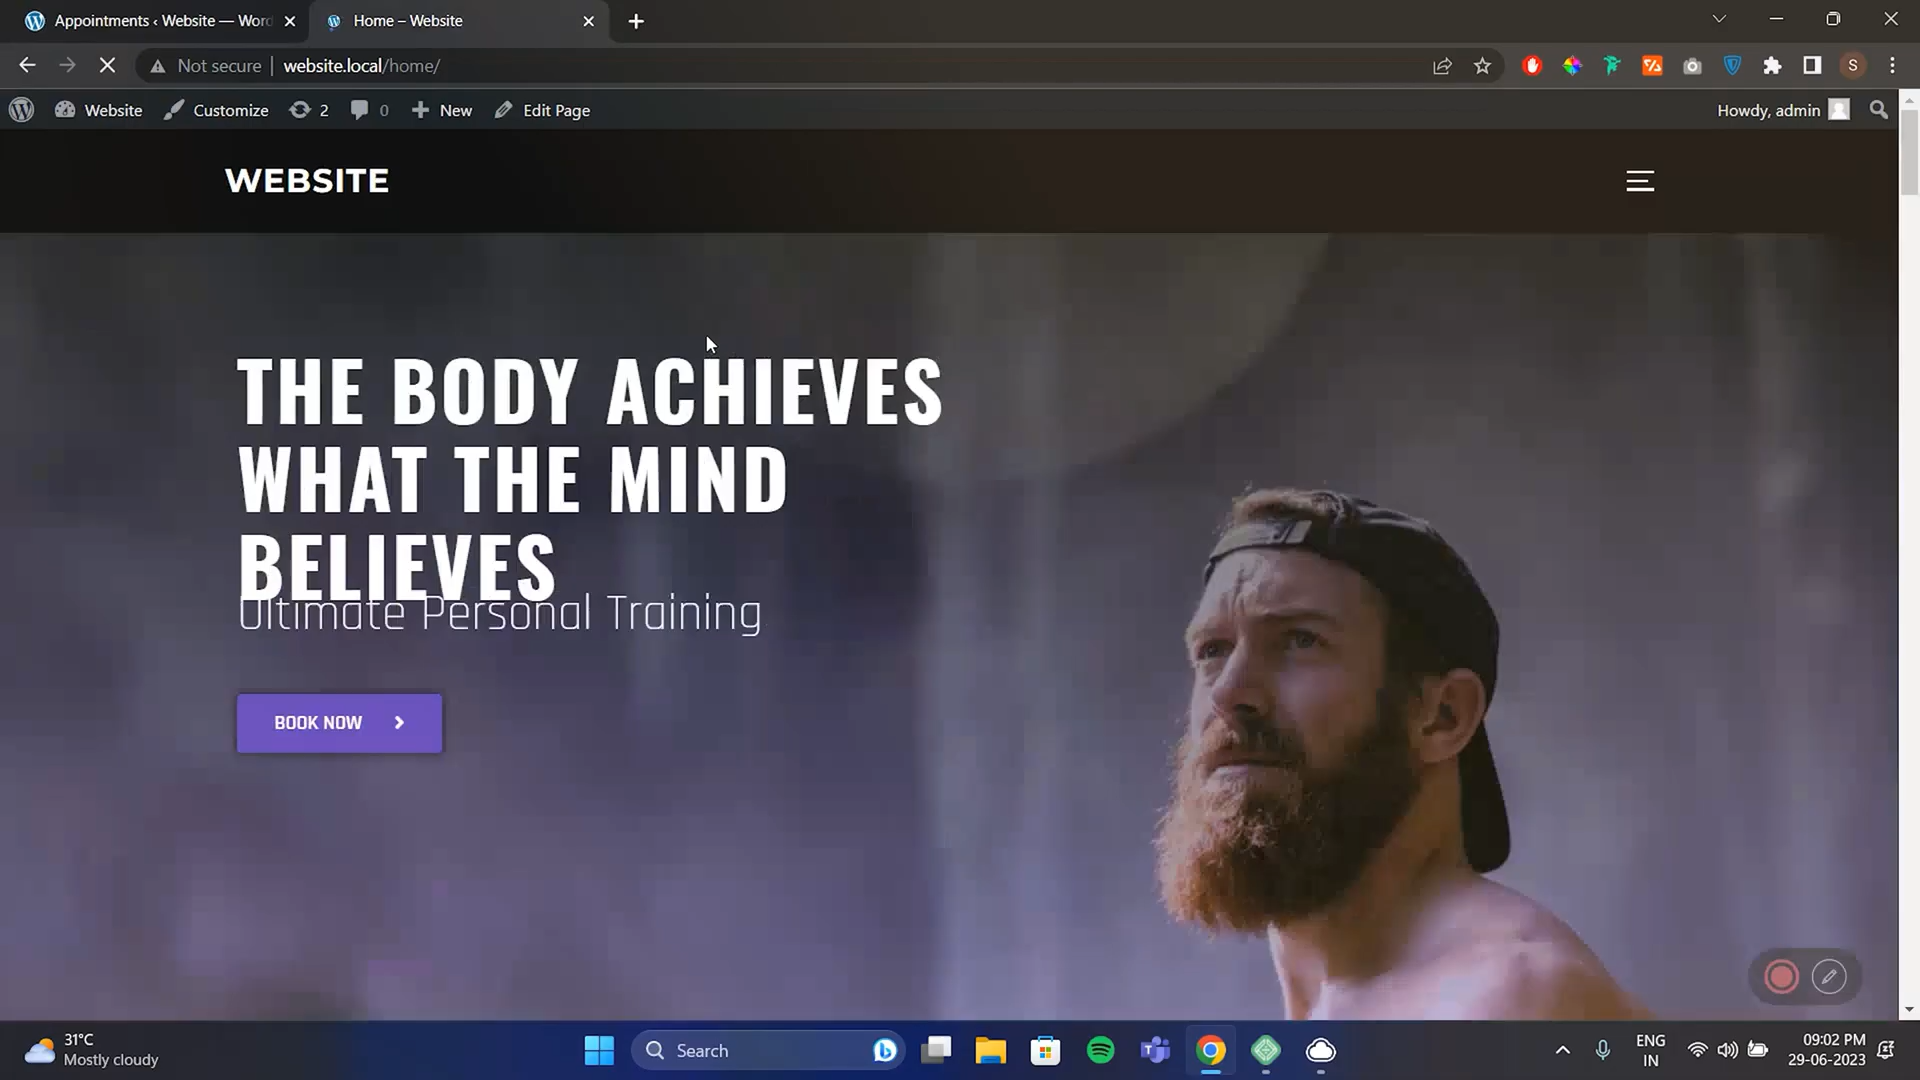 Appointments ‹ Website — Word
Home – Website
Not secure
website.local/home/
S
Website
Customize
2
0
New
Edit Page
Howdy, admin
WEBSITE
THE BODY ACHIEVES
WHAT THE MIND
BELIEVES
Ultimate Personal Training
BOOK NOW
31°C
Mostly cloudy
Search
ENG
IN
09:02 PM
29-06-2023